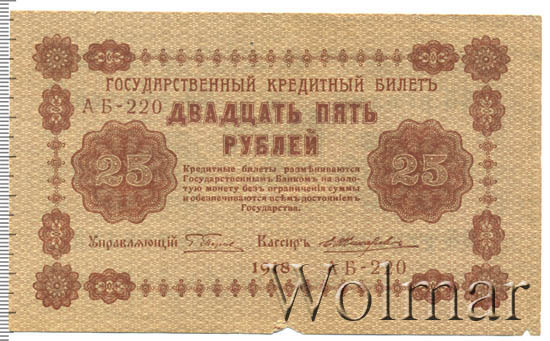 ГОСУДАРСТВЕННЫЙ КРЕДИТНЫЙ БИЛЕТЪ
АБ-220
ДВАДЦАТЬ ПЯТЬ
РУБЛЕЙ
25
25
Кредитные билеты размѣниваются
Государственнымъ Банкомъ на золо-
тую монету безъ ограниченія суммы
и обезпечиваются всѣмъ достояніемъ
Государства.
Управляющій
Кассиръ
1918
АБ-220
Wolmar